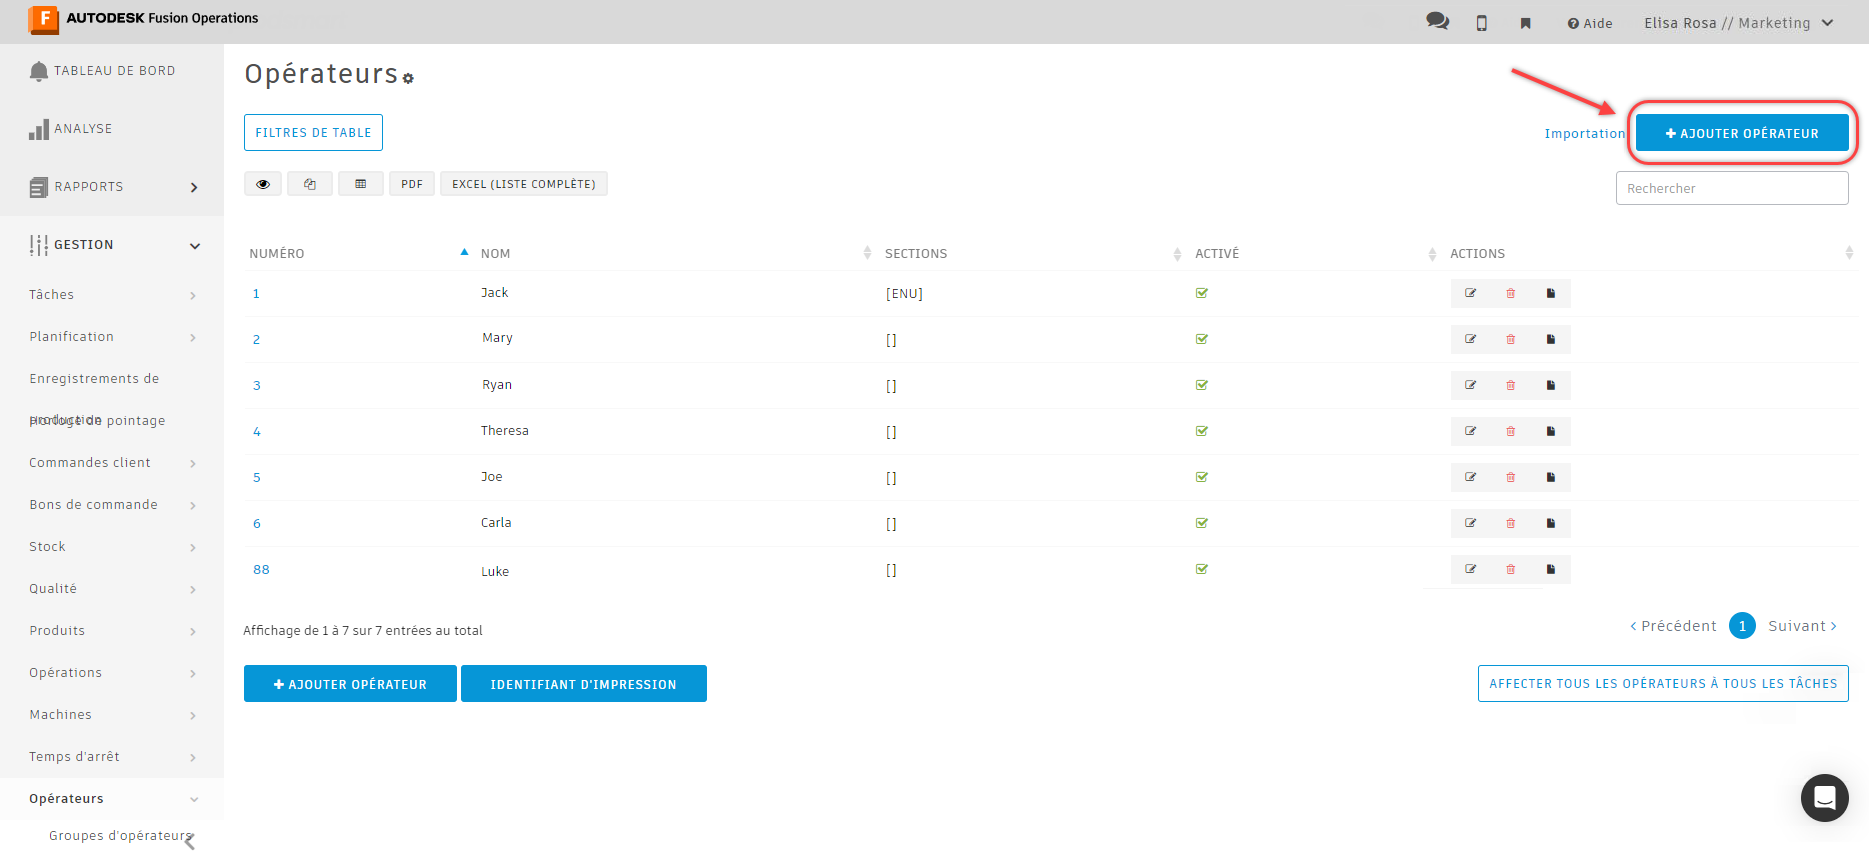 AUTODESK Fusion Operations
Aide
Elisa Rosa // Marketing
TABLEAU DE BORD
ANALYSE
RAPPORTS
GESTION
Tâches
Planification
Enregistrements de
production
Horloge de pointage
Commandes client
Bons de commande
Stock
Qualité
Produits
Opérations
Machines
Temps d'arrêt
Opérateurs
Groupes d'opérateurs
Opérateurs
FILTRES DE TABLE
Importation
+ AJOUTER OPÉRATEUR
PDF
EXCEL (LISTE COMPLÈTE)
Rechercher
NUMÉRO NOM SECTIONS ACTIVÉ ACTIONS
1 Jack [ENU]
2 Mary []
3 Ryan []
4 Theresa []
5 Joe []
6 Carla []
88 Luke []
Affichage de 1 à 7 sur 7 entrées au total
< Précédent 1 Suivant >
+ AJOUTER OPÉRATEUR
IDENTIFIANT D'IMPRESSION
AFFECTER TOUS LES OPÉRATEURS À TOUS LES TÂCHES